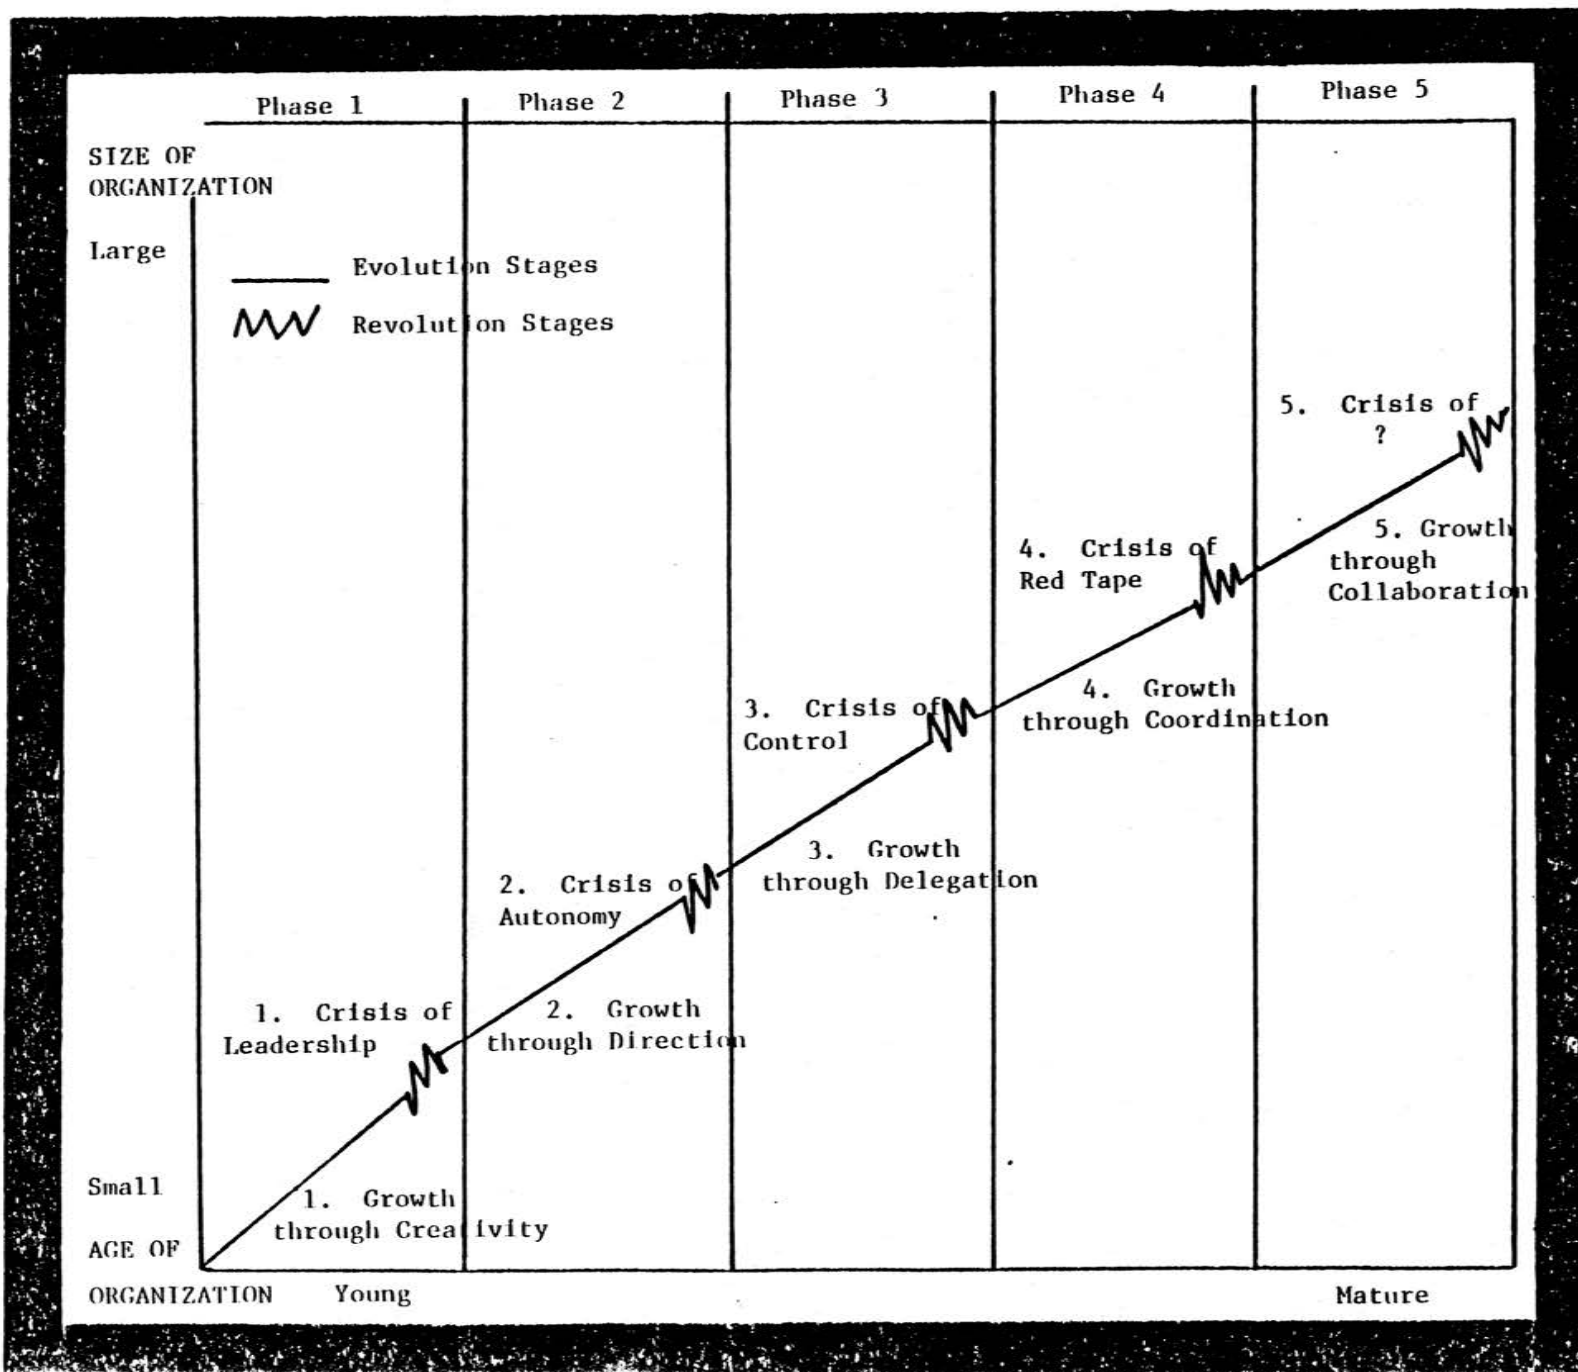 Phase 1
Phase 2
Phase 3
Phase 4
Phase 5
SIZE OF
ORGANIZATION
Large
Evolution Stages
Revolution Stages
5. Crisis of
?
5. Growth
through
Collaboration
4. Crisis of
Red Tape
4. Growth
through Coordination
3. Crisis of
Control
3. Growth
through Delegation
2. Crisis of
Autonomy
2. Growth
through Direction
1. Crisis of
Leadership
1. Growth
through Creativity
Small
AGE OF
ORGANIZATION
Young
Mature